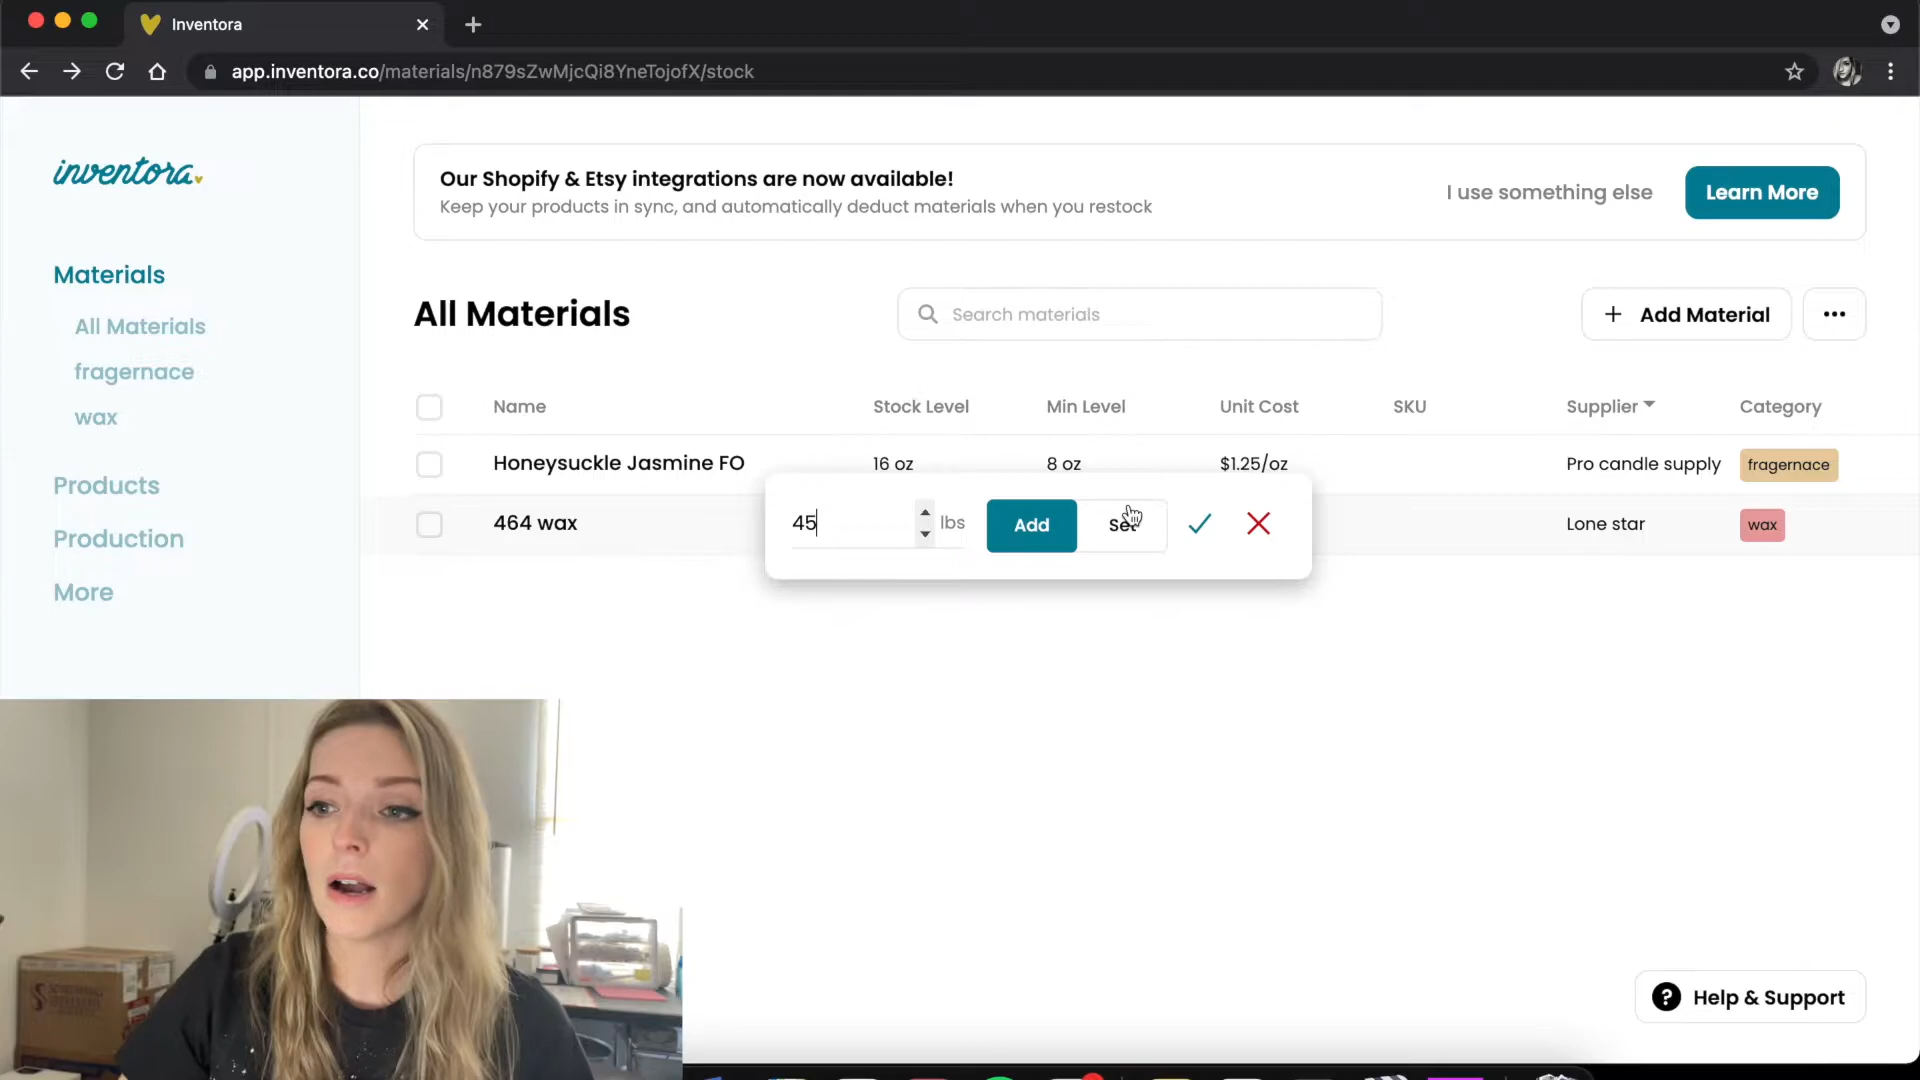 Inventora
app.inventora.co/materials/n879sZwMjcQi8YneTojofX/stock
inventora
Our Shopify & Etsy integrations are now available!
Keep your products in sync, and automatically deduct materials when you restock
I use something else
Learn More
Materials
All Materials
fragernace
wax
Products
Production
More
All Materials
Search materials
+ Add Material
Name Stock Level Min Level Unit Cost SKU Supplier Category
Honeysuckle Jasmine FO 16 oz 8 oz $1.25/oz Pro candle supply fragernace
464 wax 45 lbs Add Set Lone star wax
? Help & Support